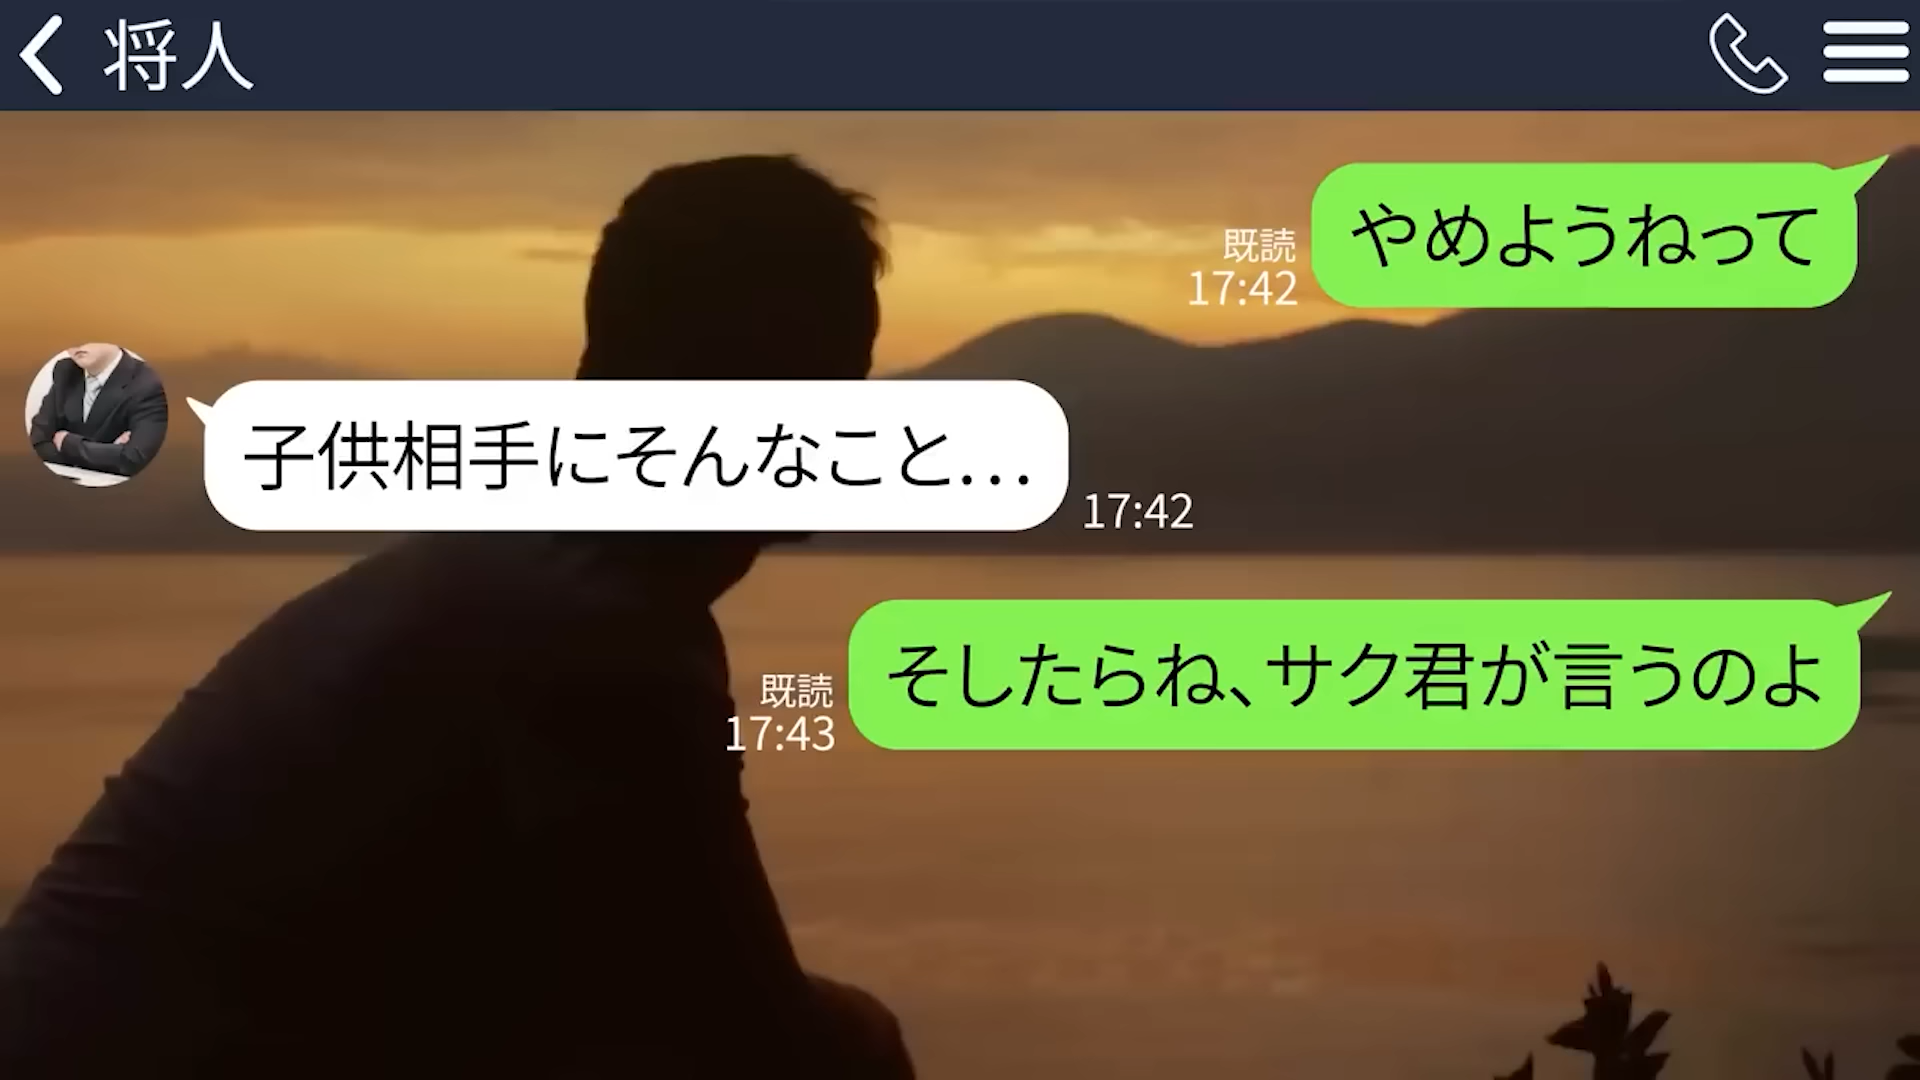 将人
やめようねって
既読
17:42
子供相手にそんなこと…
17:42
そしたらね、サク君が言うのよ
既読
17:43